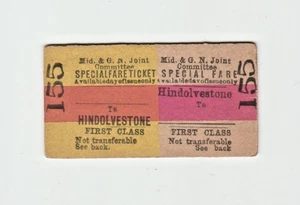 Mid. & G. N. Joint
Committee
SPECIAL FARE TICKET
Available day of issue only
To
HINDOLVESTONE
FIRST CLASS
Not transferable
See back.
155
Mid. & G. N. Joint
Committee
SPECIAL FARE
Available day of issue only
Hindolvestone
To
FIRST CLASS
Not transferable
See back.
155